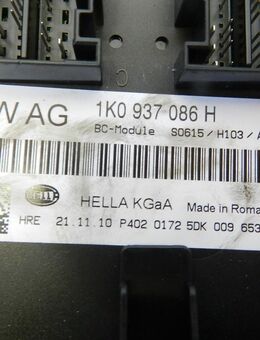 W AG 1K0 937 086 H
BC-Module S0615 / H103 / A
HELLA KGaA Made in Roma
HRE 21.11.10 P402 0172 5DK 009 653